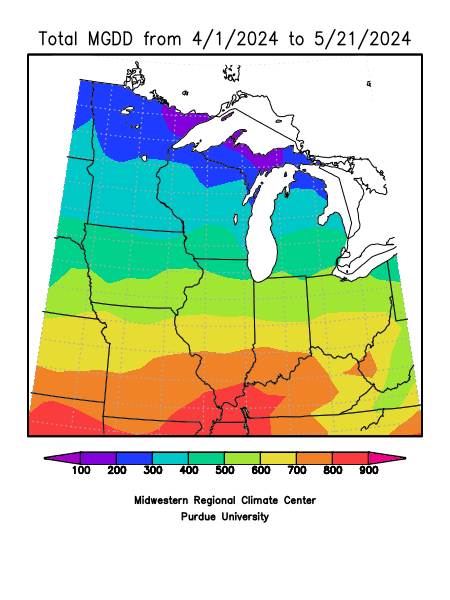 Total MGDD from 4/1/2024 to 5/21/2024
100 200 300 400 500 600 700 800 900
Midwestern Regional Climate Center
Purdue University